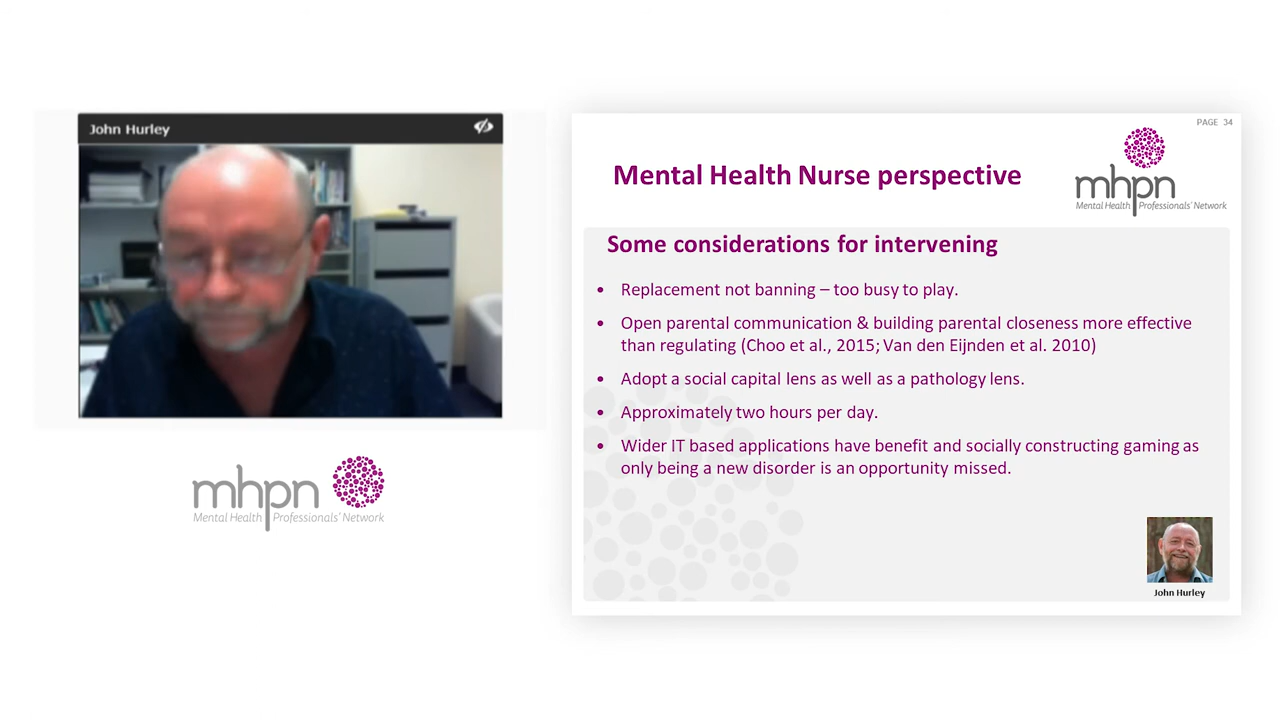 John Hurley
mhpn
Mental Health Professionals' Network
PAGE 34
Mental Health Nurse perspective
mhpn
Mental Health Professionals' Network
Some considerations for intervening
• Replacement not banning – too busy to play.
• Open parental communication & building parental closeness more effective
than regulating (Choo et al., 2015; Van den Eijnden et al. 2010)
• Adopt a social capital lens as well as a pathology lens.
• Approximately two hours per day.
• Wider IT based applications have benefit and socially constructing gaming as
only being a new disorder is an opportunity missed.
John Hurley